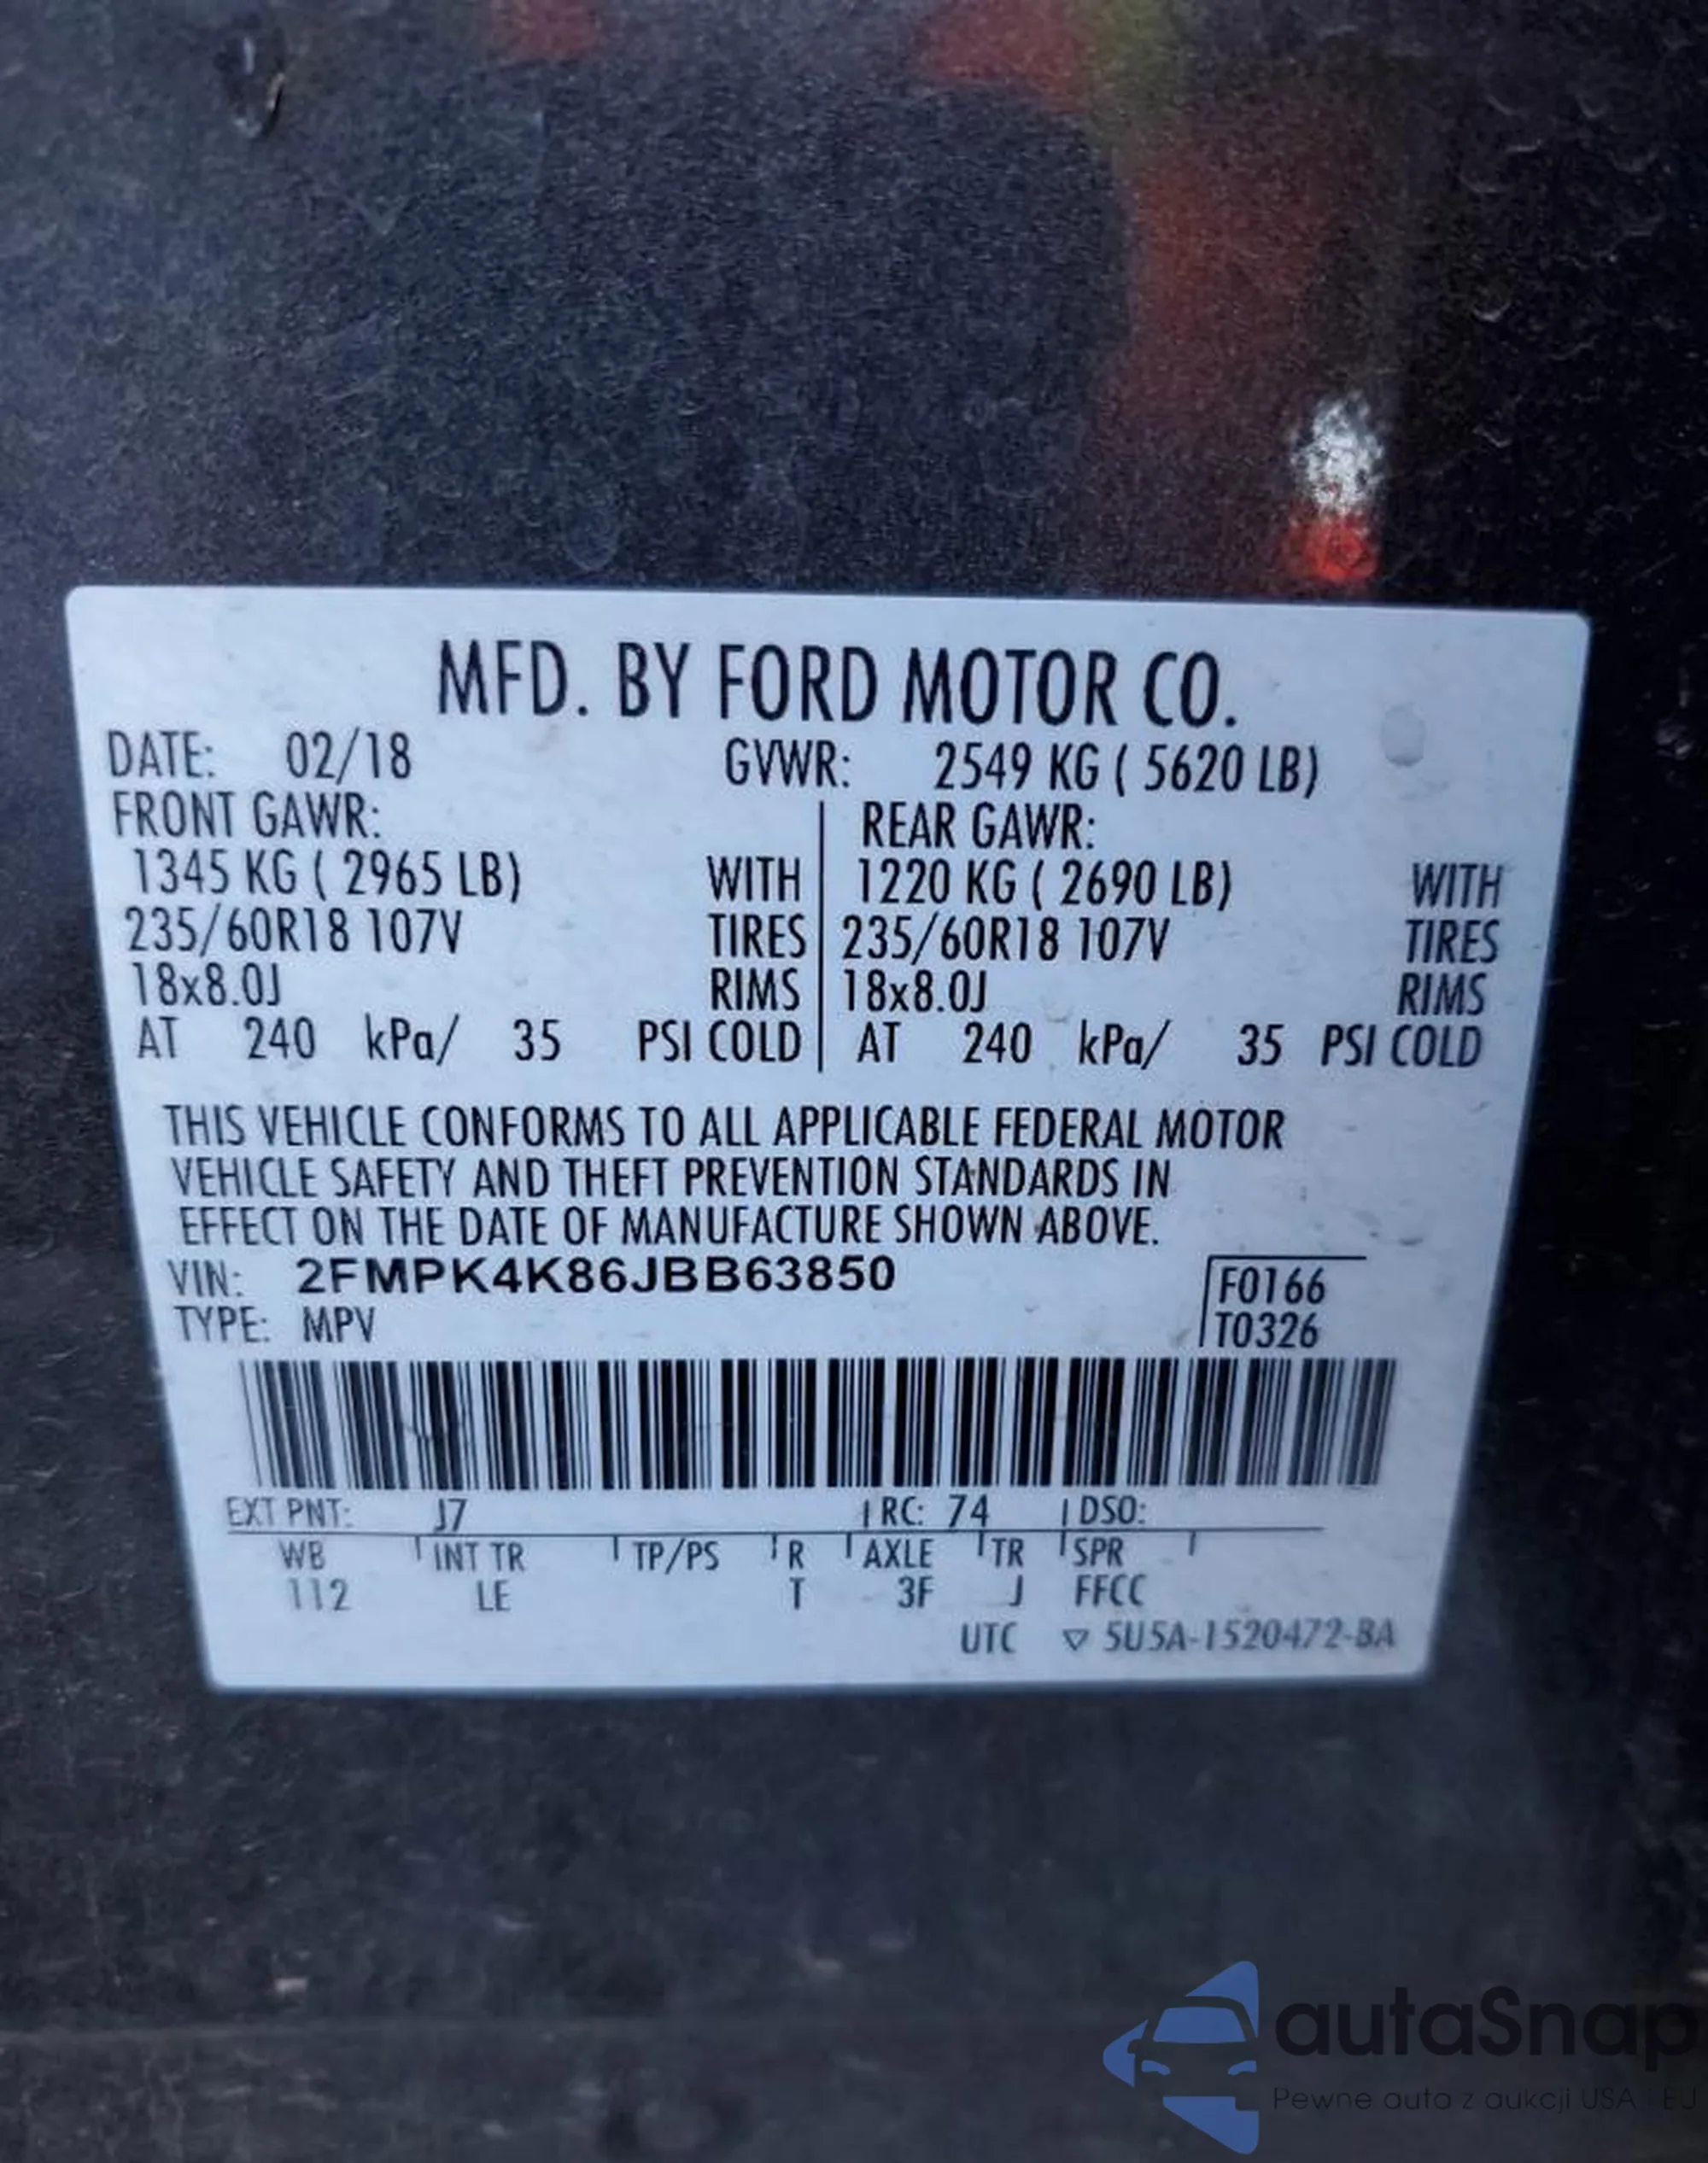 MFD. BY FORD MOTOR CO.
DATE: 02/18 GVWR: 2549 KG ( 5620 LB)
FRONT GAWR: REAR GAWR:
1345 KG ( 2965 LB) WITH 1220 KG ( 2690 LB) WITH
235/60R18 107V TIRES 235/60R18 107V TIRES
18x8.0J RIMS 18x8.0J RIMS
AT 240 kPa/ 35 PSI COLD AT 240 kPa/ 35 PSI COLD
THIS VEHICLE CONFORMS TO ALL APPLICABLE FEDERAL MOTOR
VEHICLE SAFETY AND THEFT PREVENTION STANDARDS IN
EFFECT ON THE DATE OF MANUFACTURE SHOWN ABOVE.
VIN: 2FMPK4K86JBB63850 F0166
TYPE: MPV T0326
EXT PNT: J7 RC: 74 DSO:
WB INT TR TP/PS R AXLE TR SPR
112 LE T 3F J FFCC
UTC ▽ 5U5A-1520472-BA
autaSnap
Pewne auta z aukcji USA i EU